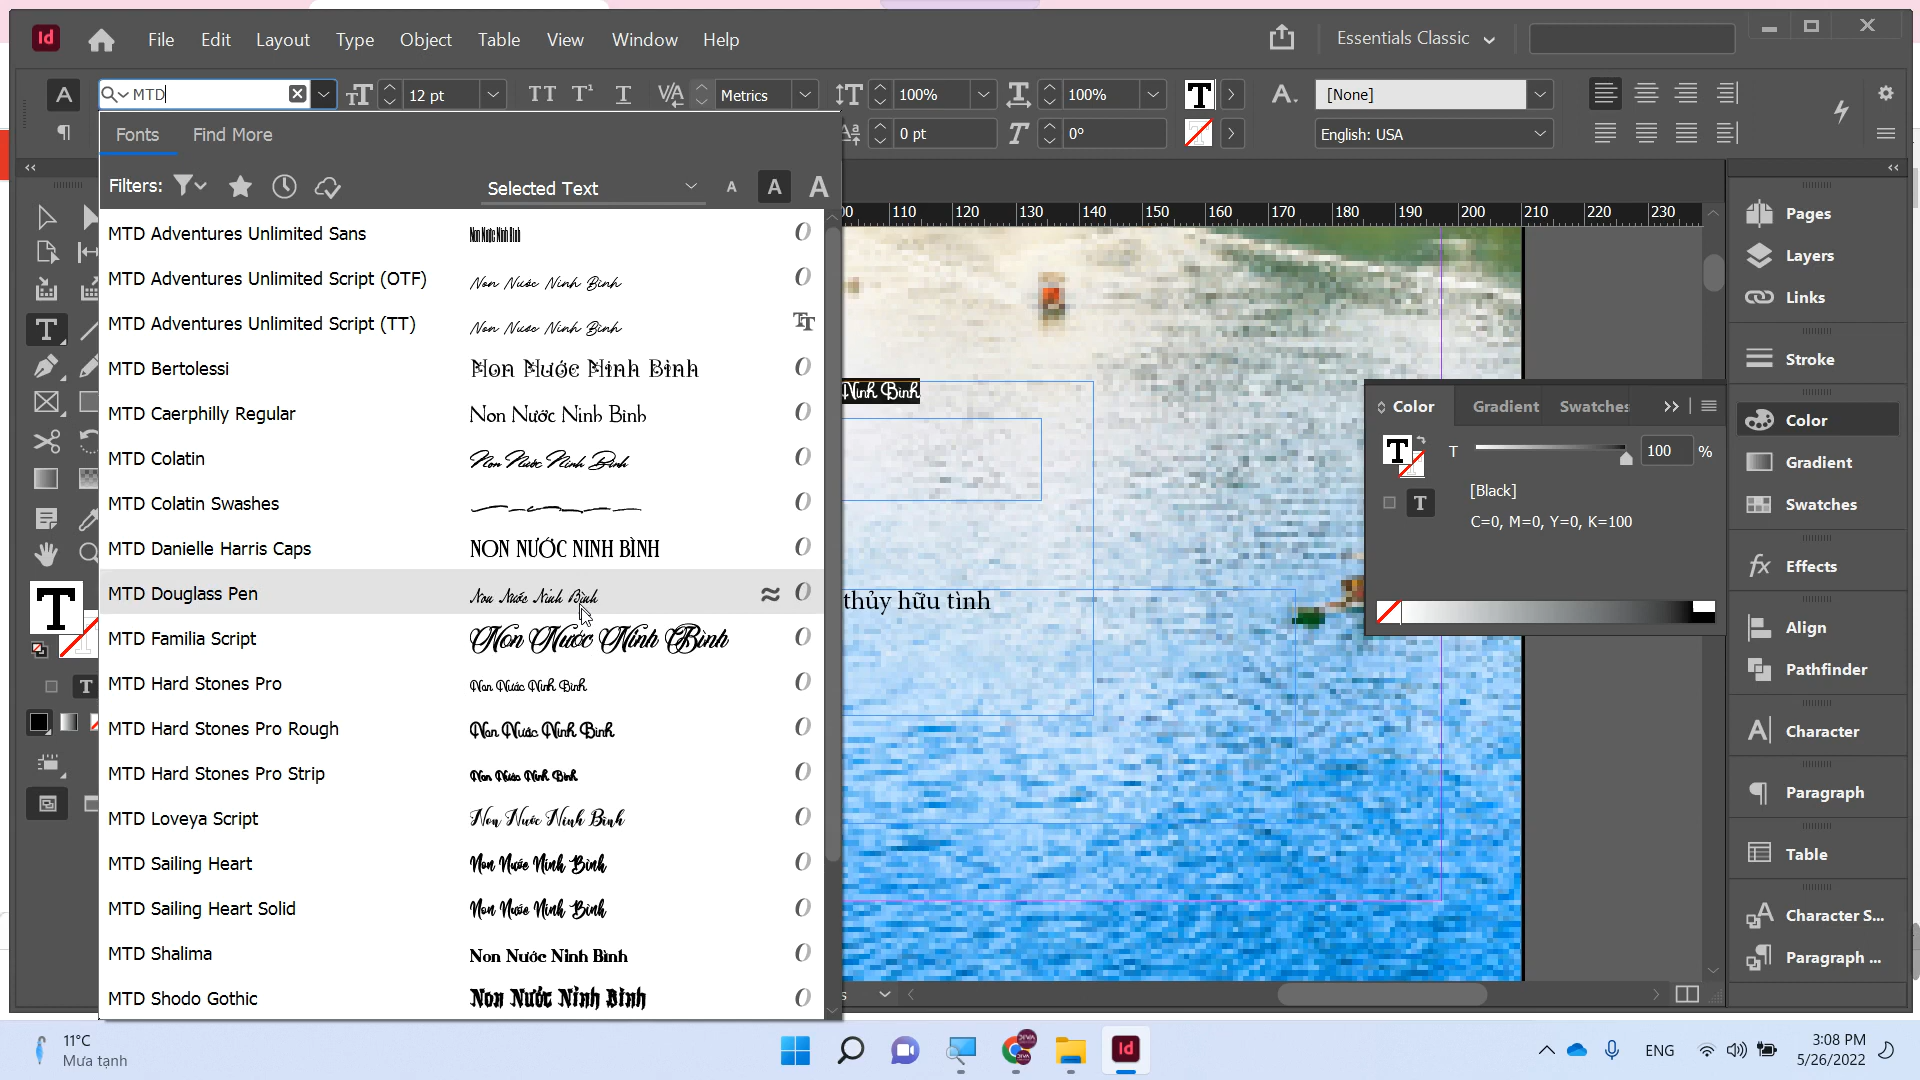 Id File Edit Layout Type Object Table View Window Help Essentials Classic
MTD 12 pt Metrics 100% 100% [None]
0 pt 0° English: USA
Fonts Find More
Filters: Selected Text
110 120 130 140 150 160 170 180 190 200 210 220 230
MTD Adventures Unlimited Sans Non Nước Ninh Bình
MTD Adventures Unlimited Script (OTF) Non Nước Ninh Bình
MTD Adventures Unlimited Script (TT) Non Nước Ninh Bình
MTD Bertolessi Non Nước Ninh Bình
MTD Caerphilly Regular Non Nước Ninh Bình
MTD Colatin Non Nước Ninh Bình
MTD Colatin Swashes
MTD Danielle Harris Caps NON NƯỚC NINH BÌNH
MTD Douglass Pen Non Nước Ninh Bình
MTD Familia Script Non Nước Ninh Bình
MTD Hard Stones Pro Non Nước Ninh Bình
MTD Hard Stones Pro Rough Non Nước Ninh Bình
MTD Hard Stones Pro Strip Non Nước Ninh Bình
MTD Loveya Script Non Nước Ninh Bình
MTD Sailing Heart Non Nước Ninh Bình
MTD Sailing Heart Solid Non Nước Ninh Bình
MTD Shalima Non Nước Ninh Bình
MTD Shodo Gothic Non Nước Ninh Bình
Ninh Bình
thủy hữu tình
Color Gradient Swatches
T 100 %
[Black]
C=0, M=0, Y=0, K=100
Pages
Layers
Links
Stroke
Color
Gradient
Swatches
Effects
Align
Pathfinder
Character
Paragraph
Table
Character S...
Paragraph ...
11°C
Mưa tạnh
ENG
3:08 PM
5/26/2022